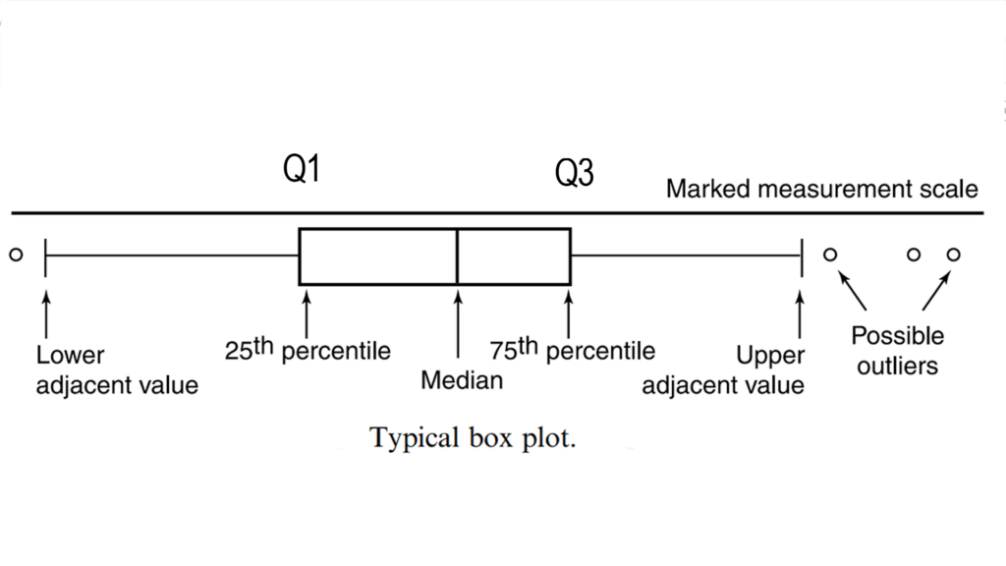 Q1
Q3
Marked measurement scale
Lower
adjacent value
25th percentile
Median
75th percentile
Upper
adjacent value
Possible
outliers
Typical box plot.